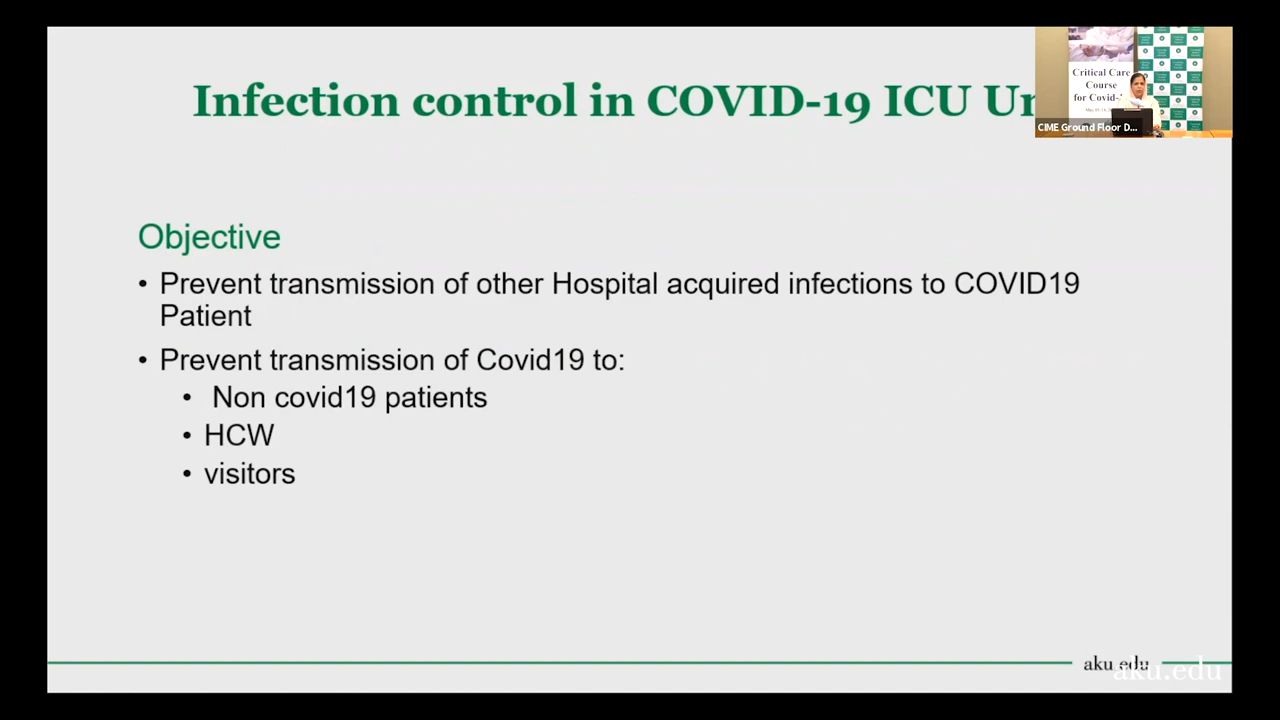 Infection control in COVID-19 ICU Un
Critical Care
Course
for Covid-
CIME Ground Floor D...
Objective
• Prevent transmission of other Hospital acquired infections to COVID19
Patient
• Prevent transmission of Covid19 to:
• Non covid19 patients
• HCW
• visitors
aku.edu
aku.edu